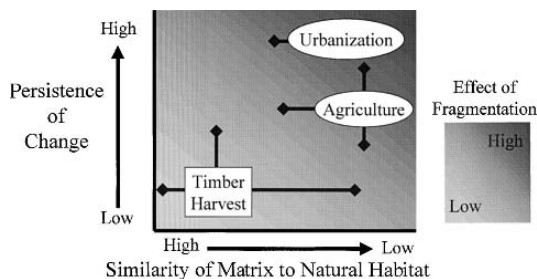 High
Persistence
of
Change
Low
Urbanization
Agriculture
Timber
Harvest
High
Low
Similarity of Matrix to Natural Habitat
Effect of
Fragmentation
High
Low